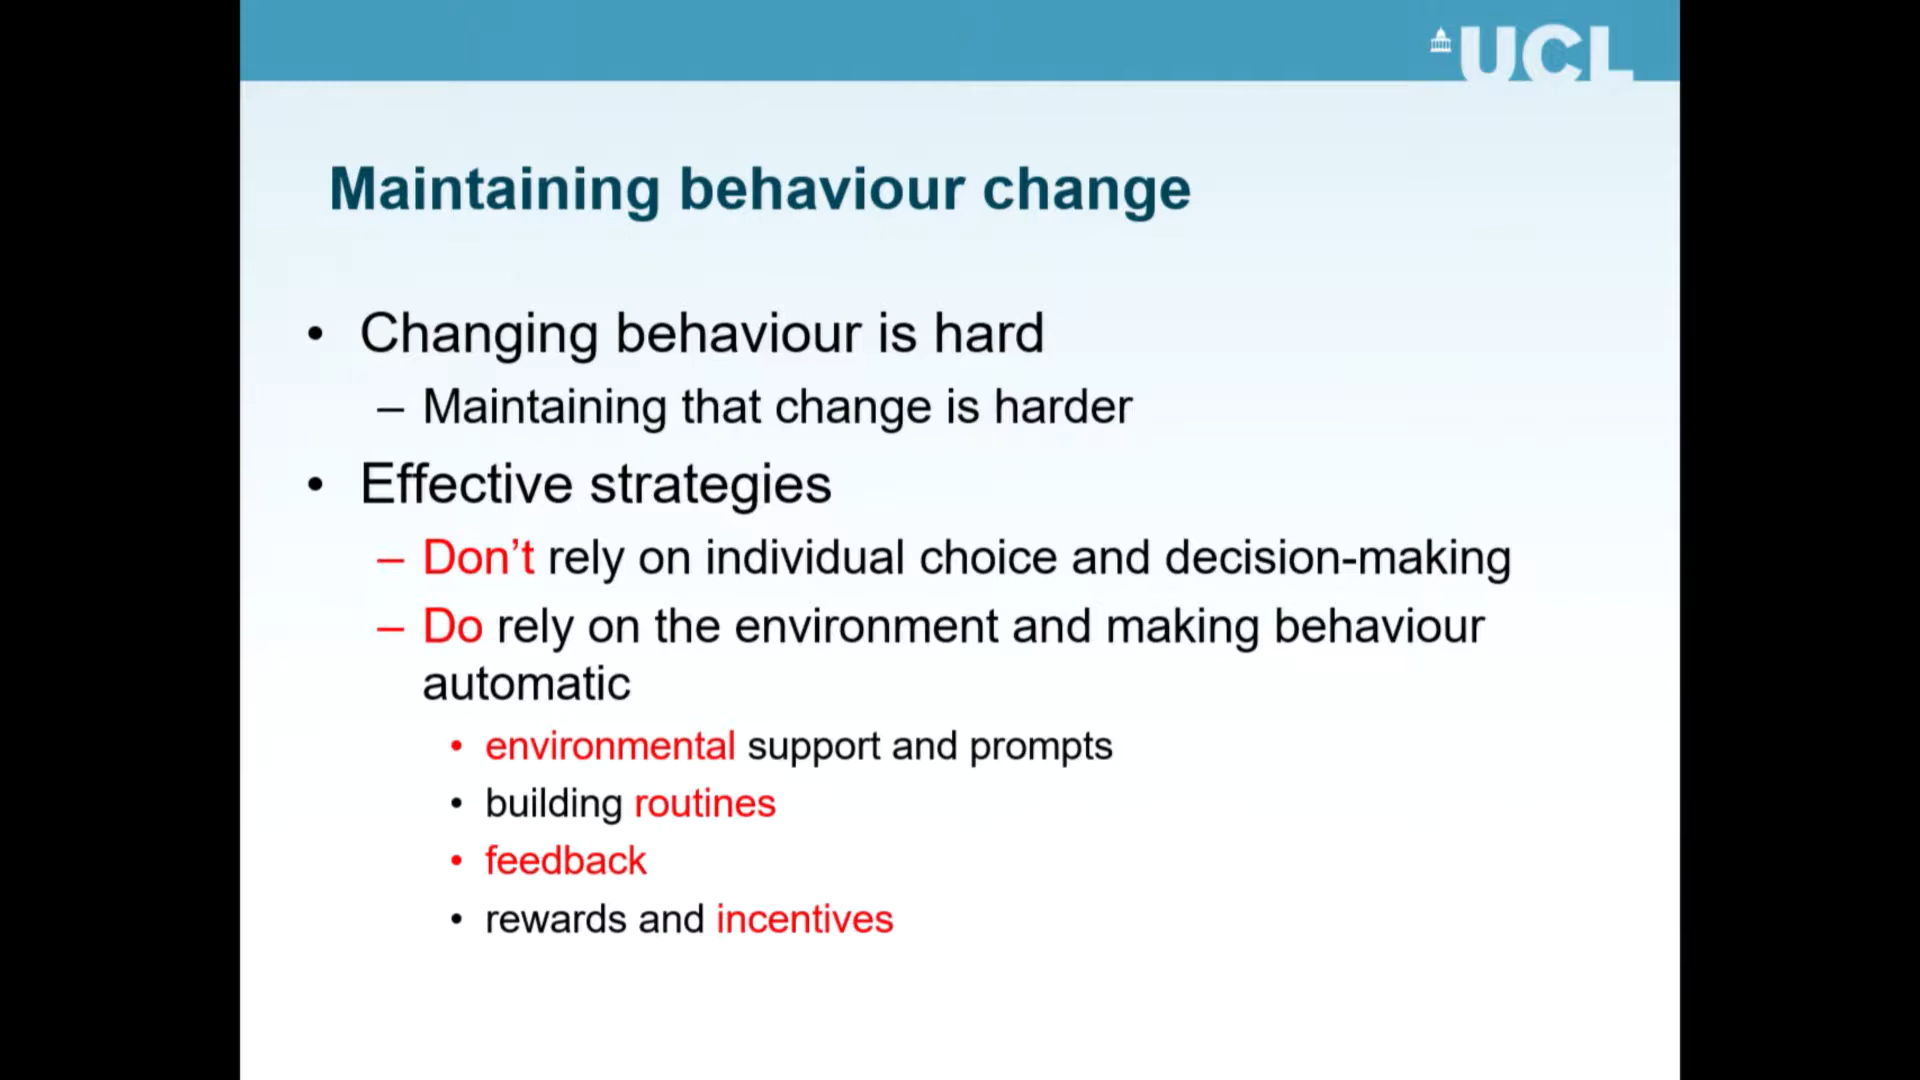 UCL
Maintaining behaviour change
• Changing behaviour is hard
– Maintaining that change is harder
• Effective strategies
– Don’t rely on individual choice and decision-making
– Do rely on the environment and making behaviour
automatic
• environmental support and prompts
• building routines
• feedback
• rewards and incentives